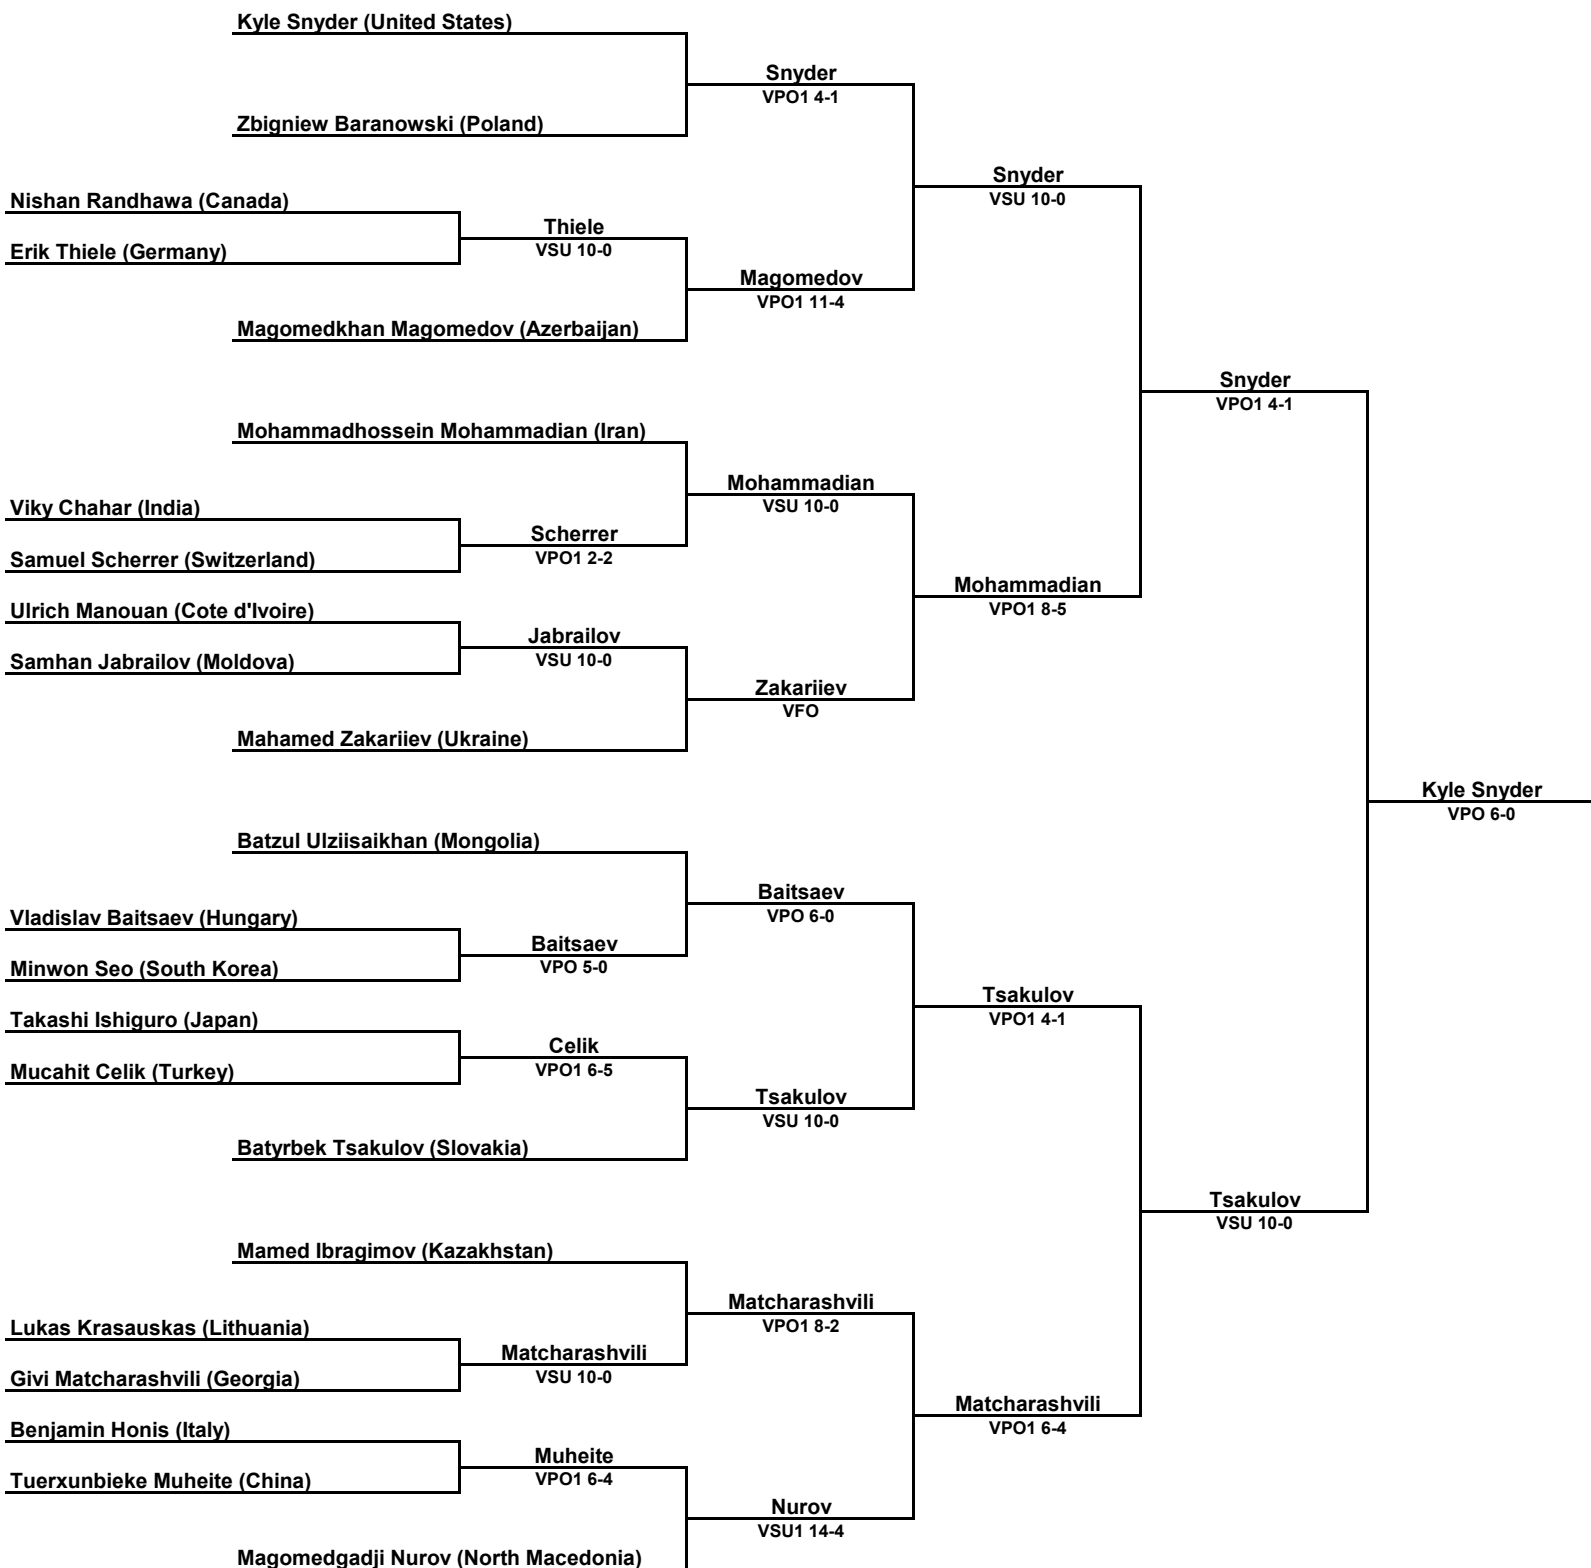 Kyle Snyder (United States)
Snyder
VPO1 4-1
Zbigniew Baranowski (Poland)
Snyder
VSU 10-0
Nishan Randhawa (Canada)
Thiele
VSU 10-0
Erik Thiele (Germany)
Magomedov
VPO1 11-4
Magomedkhan Magomedov (Azerbaijan)
Snyder
VPO1 4-1
Mohammadhossein Mohammadian (Iran)
Mohammadian
VSU 10-0
Viky Chahar (India)
Scherrer
VPO1 2-2
Samuel Scherrer (Switzerland)
Mohammadian
VPO1 8-5
Ulrich Manouan (Cote d'Ivoire)
Jabrailov
VSU 10-0
Samhan Jabrailov (Moldova)
Zakariiev
VFO
Mahamed Zakariiev (Ukraine)
Kyle Snyder
VPO 6-0
Batzul Ulziisaikhan (Mongolia)
Baitsaev
VPO 6-0
Vladislav Baitsaev (Hungary)
Baitsaev
VPO 5-0
Minwon Seo (South Korea)
Tsakulov
VPO1 4-1
Takashi Ishiguro (Japan)
Celik
VPO1 6-5
Mucahit Celik (Turkey)
Tsakulov
VSU 10-0
Batyrbek Tsakulov (Slovakia)
Tsakulov
VSU 10-0
Mamed Ibragimov (Kazakhstan)
Matcharashvili
VPO1 8-2
Lukas Krasauskas (Lithuania)
Matcharashvili
VSU 10-0
Givi Matcharashvili (Georgia)
Matcharashvili
VPO1 6-4
Benjamin Honis (Italy)
Muheite
VPO1 6-4
Tuerxunbieke Muheite (China)
Nurov
VSU1 14-4
Magomedgadji Nurov (North Macedonia)